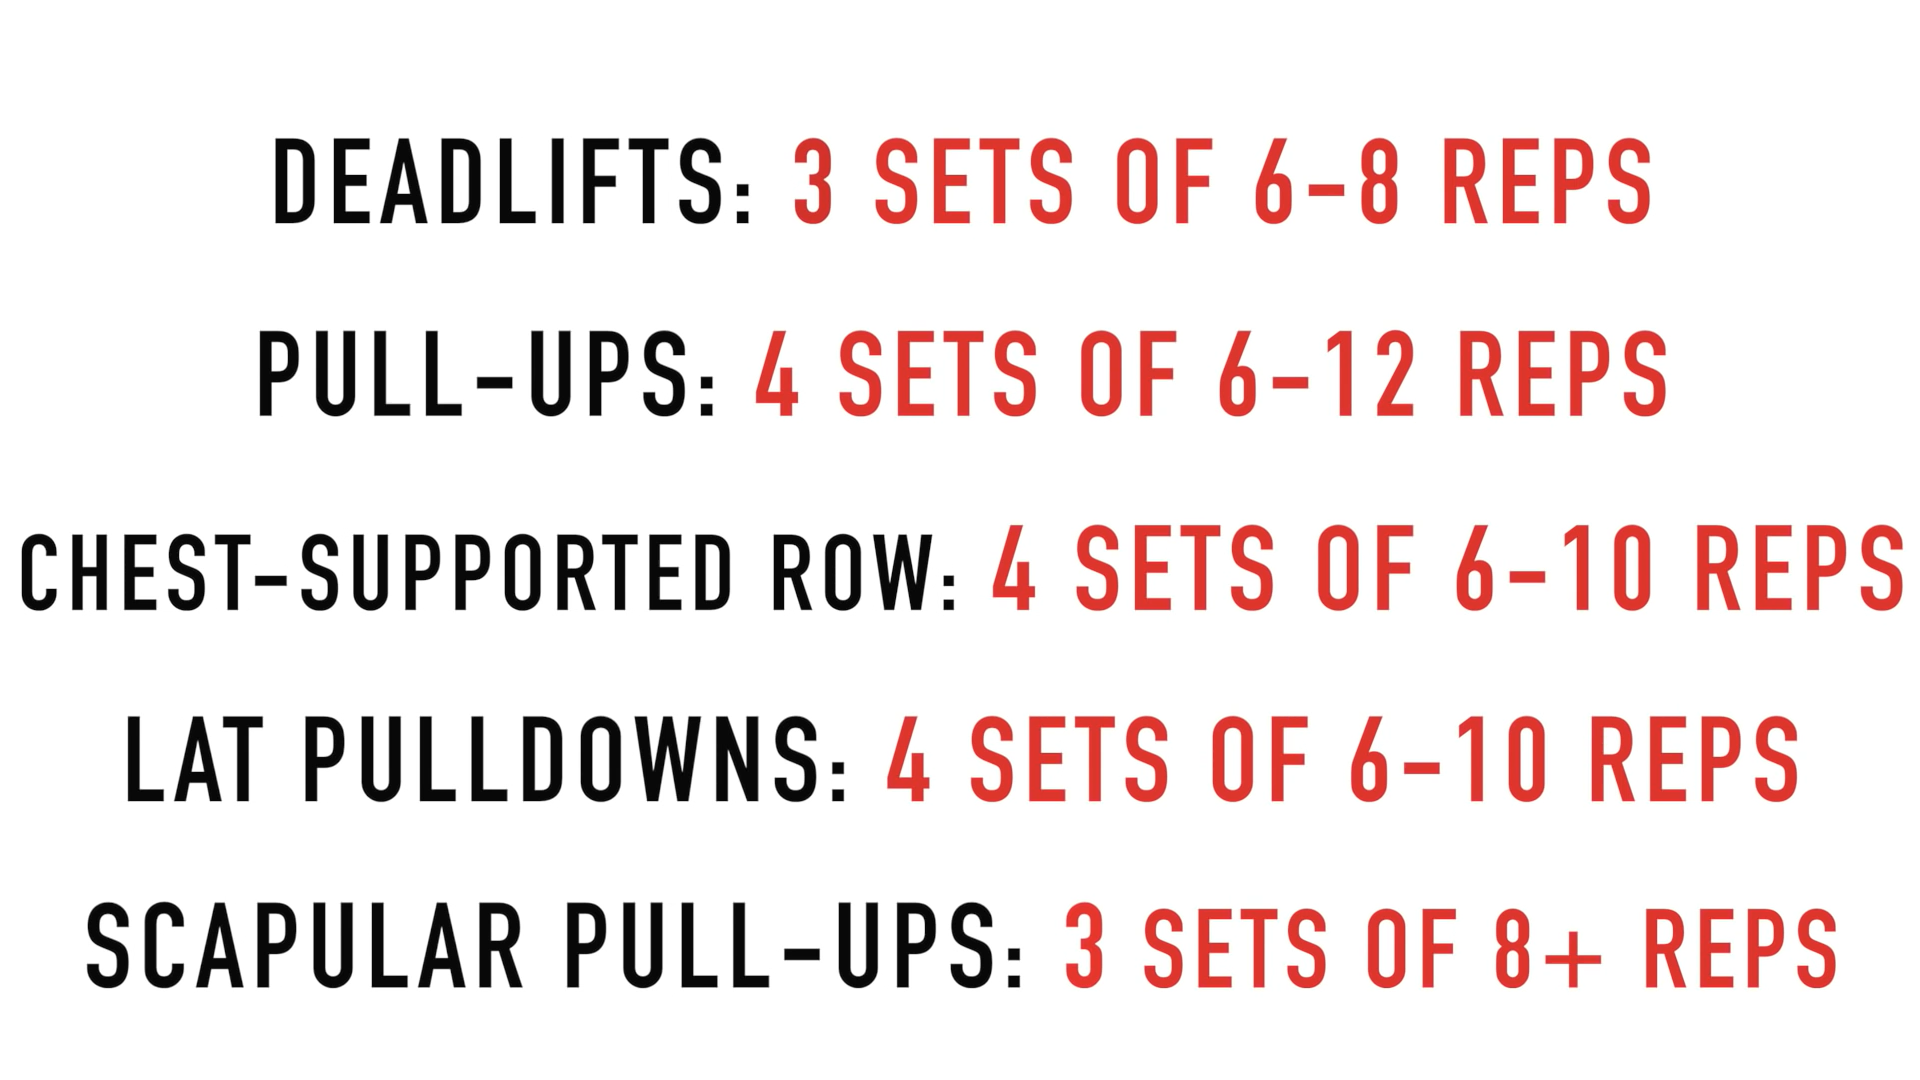 DEADLIFTS: 3 SETS OF 6-8 REPS
PULL-UPS: 4 SETS OF 6-12 REPS
CHEST-SUPPORTED ROW: 4 SETS OF 6-10 REPS
LAT PULLDOWNS: 4 SETS OF 6-10 REPS
SCAPULAR PULL-UPS: 3 SETS OF 8+ REPS